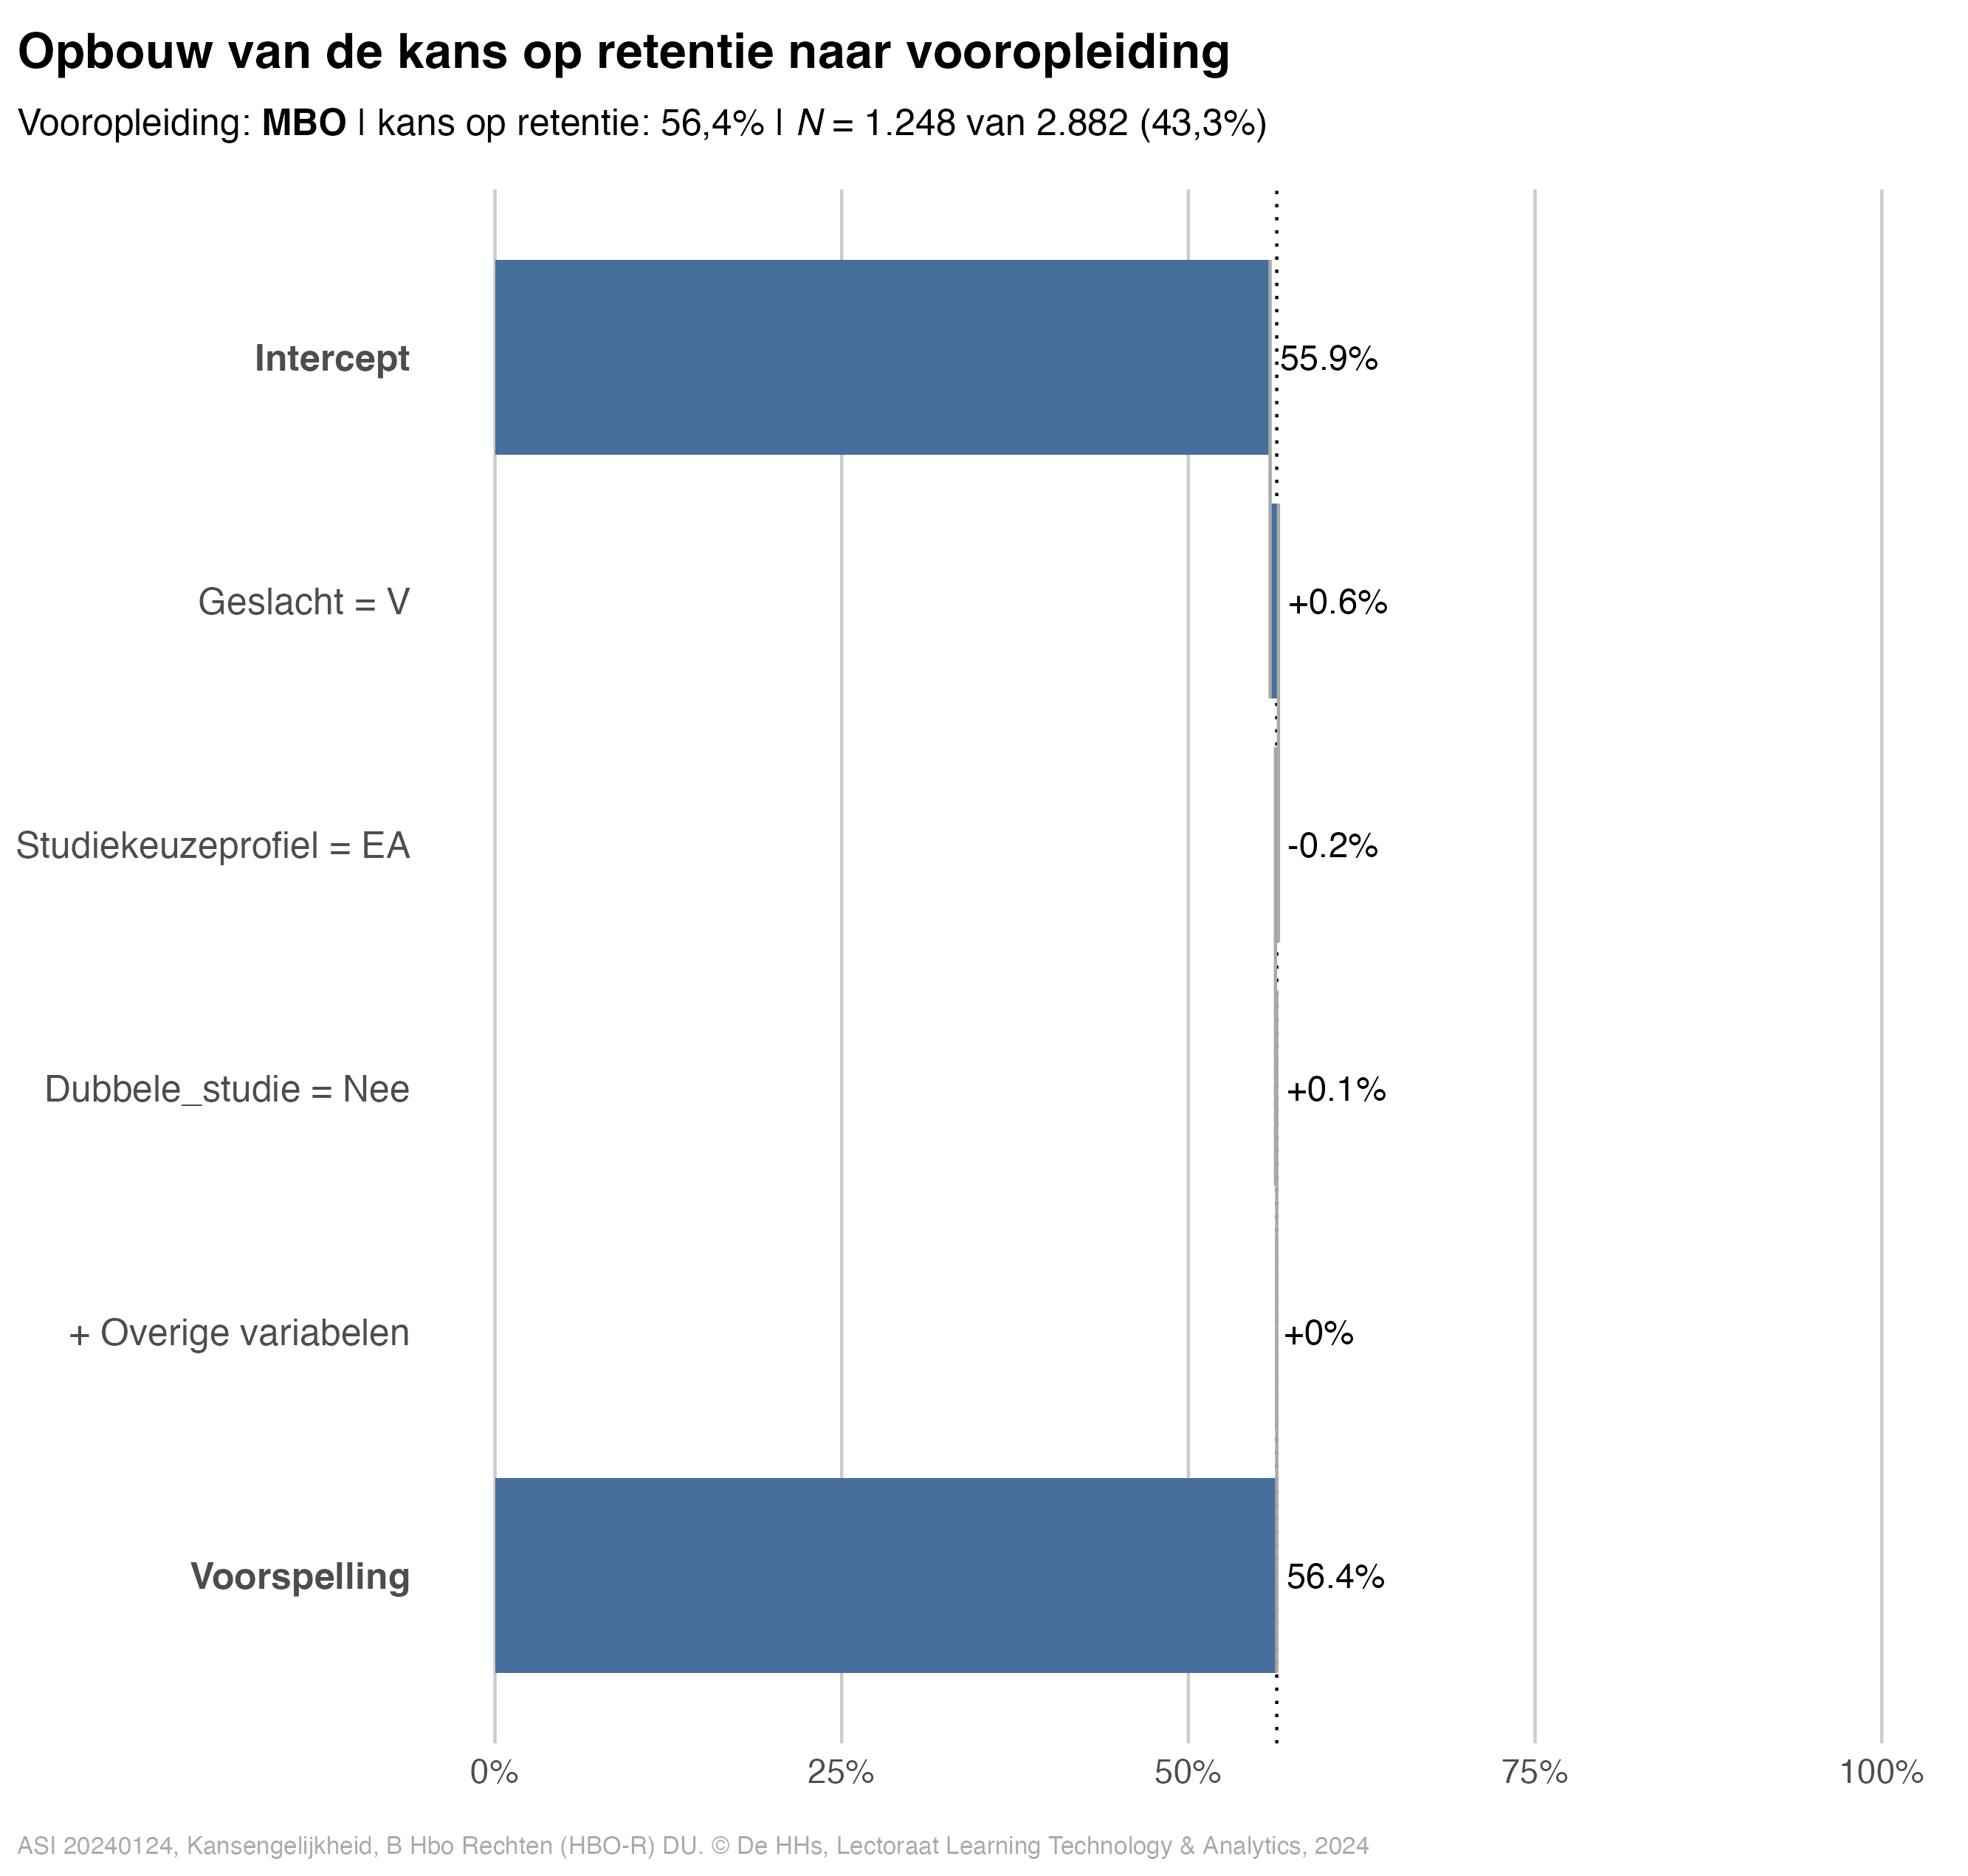 Opbouw van de kans op retentie naar vooropleiding
Vooropleiding: MBO | kans op retentie: 56,4% | N = 1.248 van 2.882 (43,3%)
Intercept
55.9%
Geslacht = V
+0.6%
Studiekeuzeprofiel = EA
-0.2%
Dubbele_studie = Nee
+0.1%
+ Overige variabelen
+0%
Voorspelling
56.4%
0% 25% 50% 75% 100%
ASI 20240124, Kansengelijkheid, B Hbo Rechten (HBO-R) DU. © De HHs, Lectoraat Learning Technology & Analytics, 2024